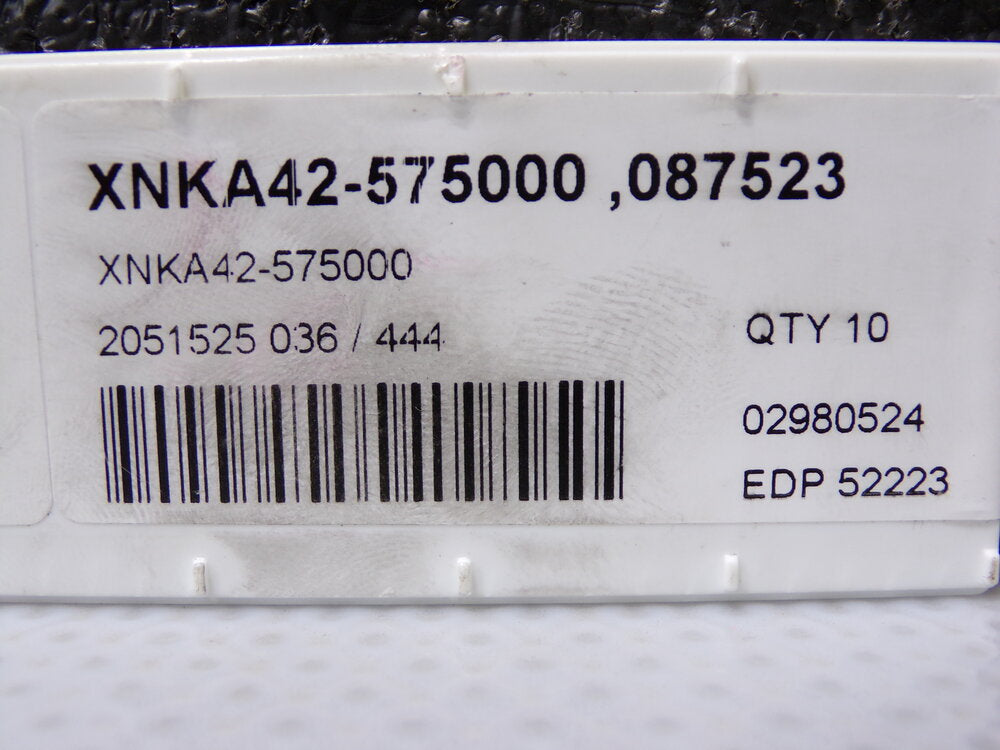 XNKA42-575000 ,087523
XNKA42-575000
2051525 036 / 444
QTY 10
02980524
EDP 52223